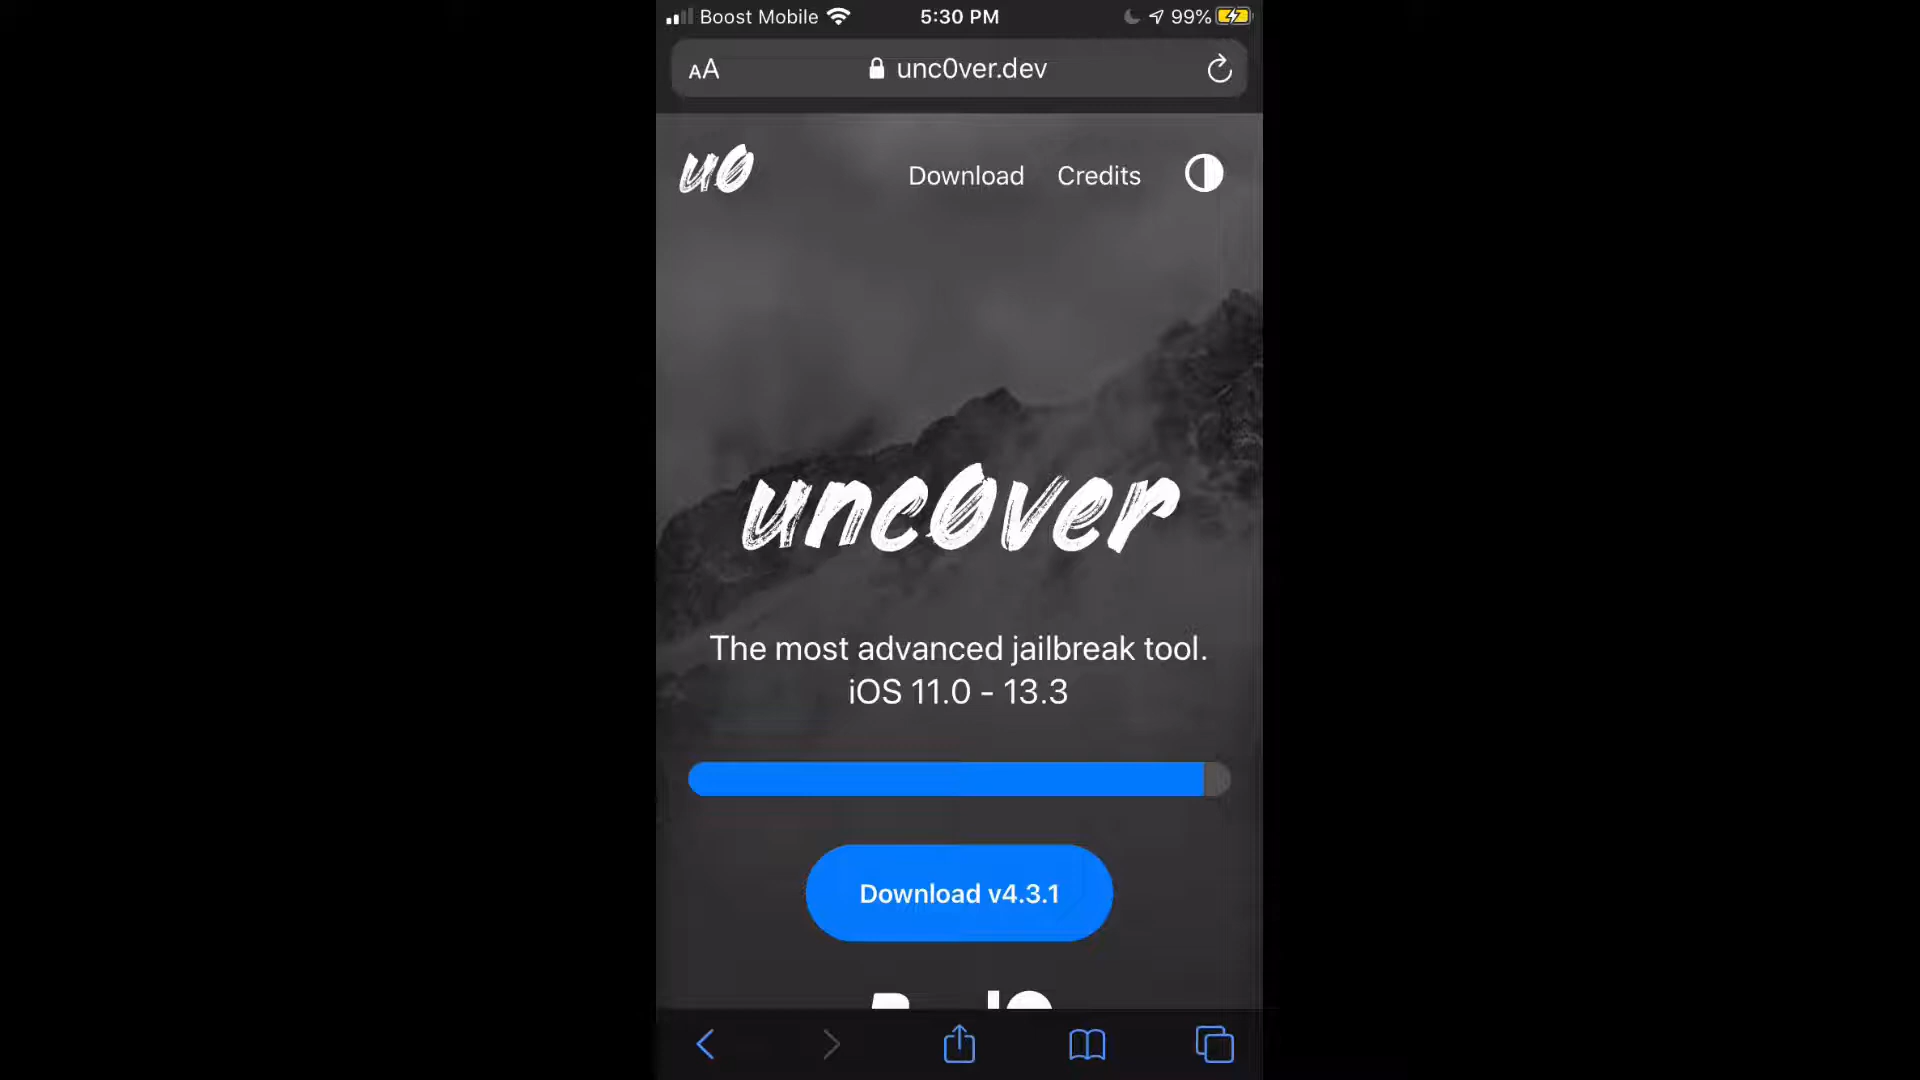 Boost Mobile 5:30 PM 99%
AA unc0ver.dev
u0 Download Credits
unc0ver
The most advanced jailbreak tool.
iOS 11.0 - 13.3
Download v4.3.1